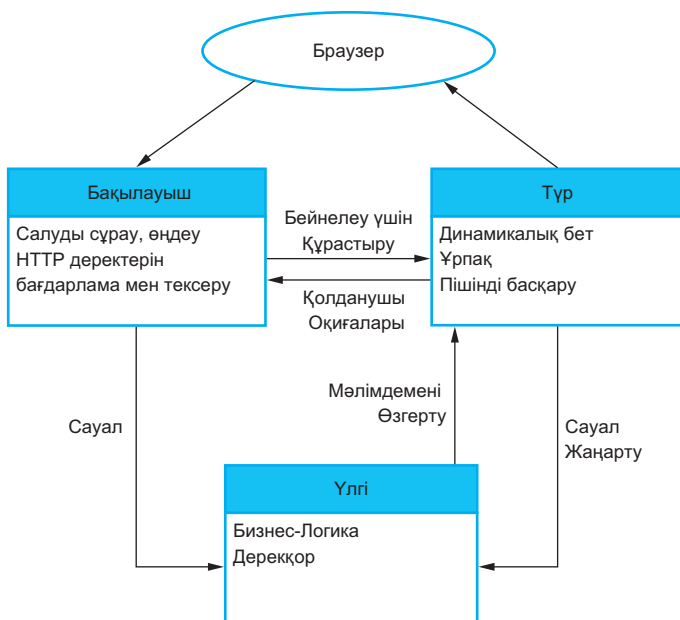 Браузер
Бақылауыш
Салуды сұрау, өңдеу
HTTP деректерін
бағдарлама мен тексеру
Бейнелеу үшін
Құрастыру
Қолданушы
Оқиғалары
Түр
Динамикалық бет
Ұрпақ
Пішінді басқару
Сауал
Мәлімдемені
Өзгерту
Сауал
Жаңарту
Үлгі
Бизнес-Логика
Дерекқор